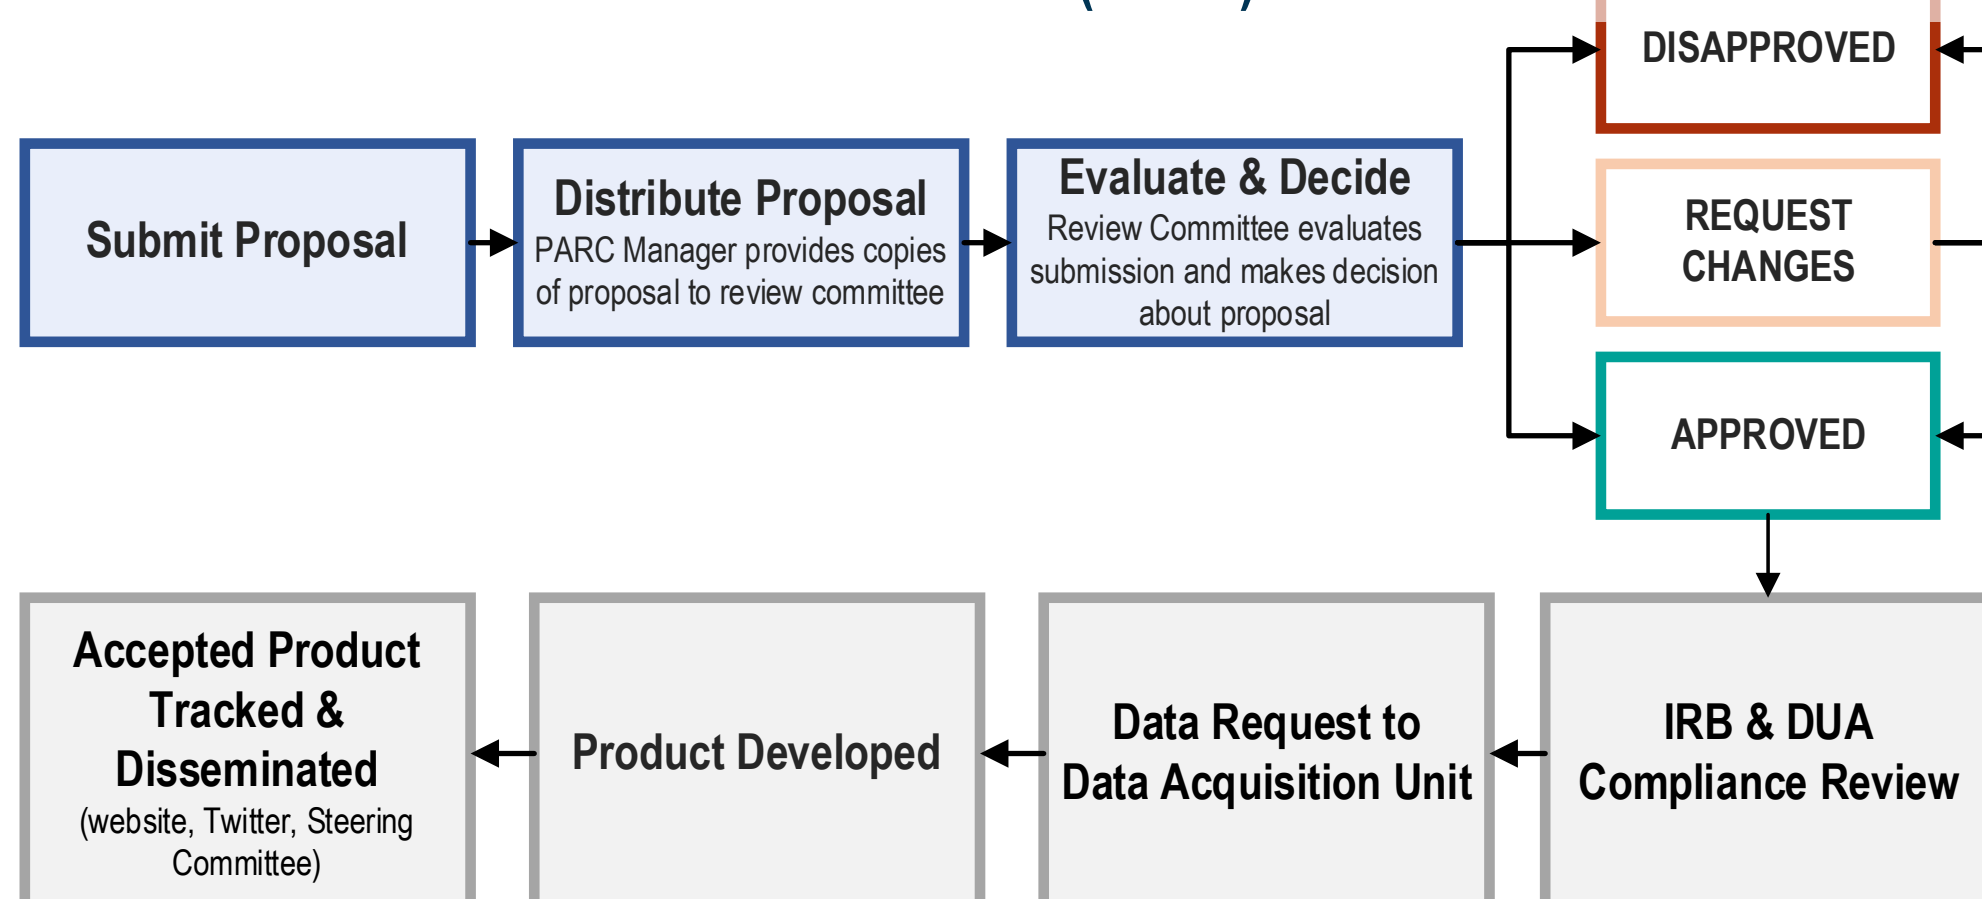 DISAPPROVED
Submit Proposal
Distribute Proposal
PARC Manager provides copies
of proposal to review committee
Evaluate & Decide
Review Committee evaluates
submission and makes decision
about proposal
REQUEST
CHANGES
APPROVED
Accepted Product
Tracked &
Disseminated
(website, Twitter, Steering
Committee)
Product Developed
Data Request to
Data Acquisition Unit
IRB & DUA
Compliance Review